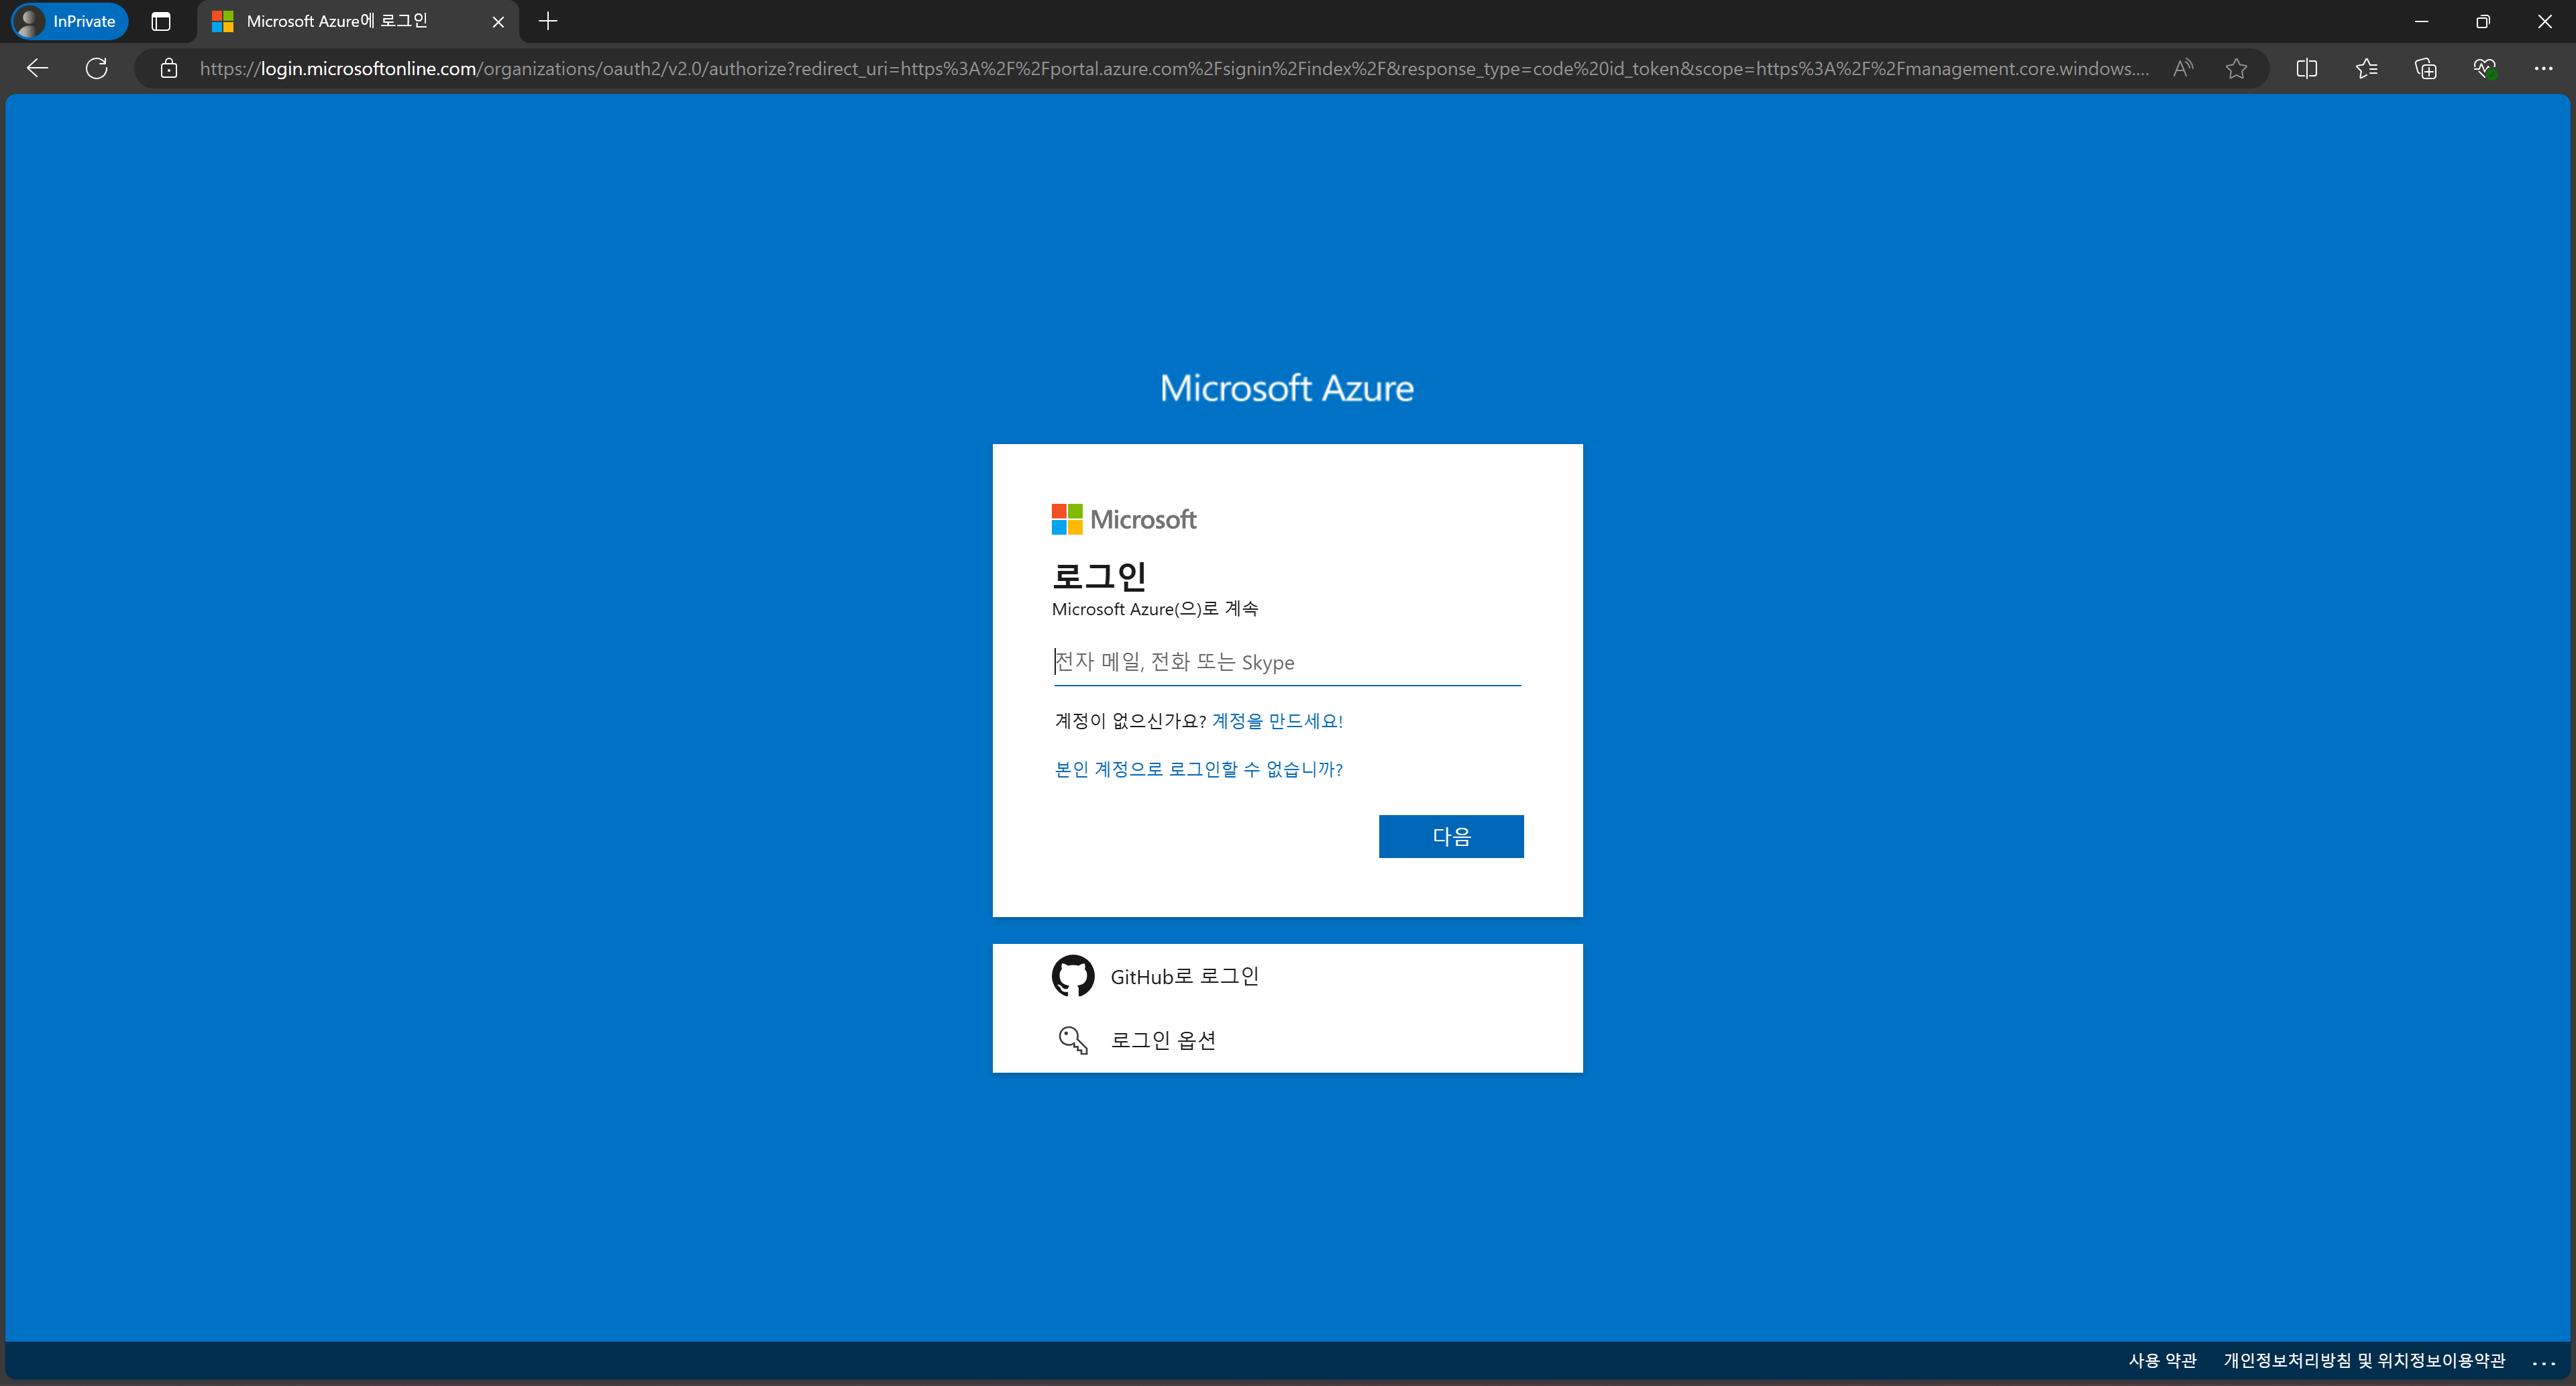 InPrivate
Microsoft Azure에 로그인
https://login.microsoftonline.com/organizations/oauth2/v2.0/authorize?redirect_uri=https%3A%2F%2Fportal.azure.com%2Fsignin%2Findex%2F&response_type=code%20id_token&scope=https%3A%2F%2Fmanagement.core.windows....
Microsoft Azure
Microsoft
로그인
Microsoft Azure(으)로 계속
전자 메일, 전화 또는 Skype
계정이 없으신가요? 계정을 만드세요!
본인 계정으로 로그인할 수 없습니까?
다음
GitHub로 로그인
로그인 옵션
사용 약관 개인정보처리방침 및 위치정보이용약관 ...